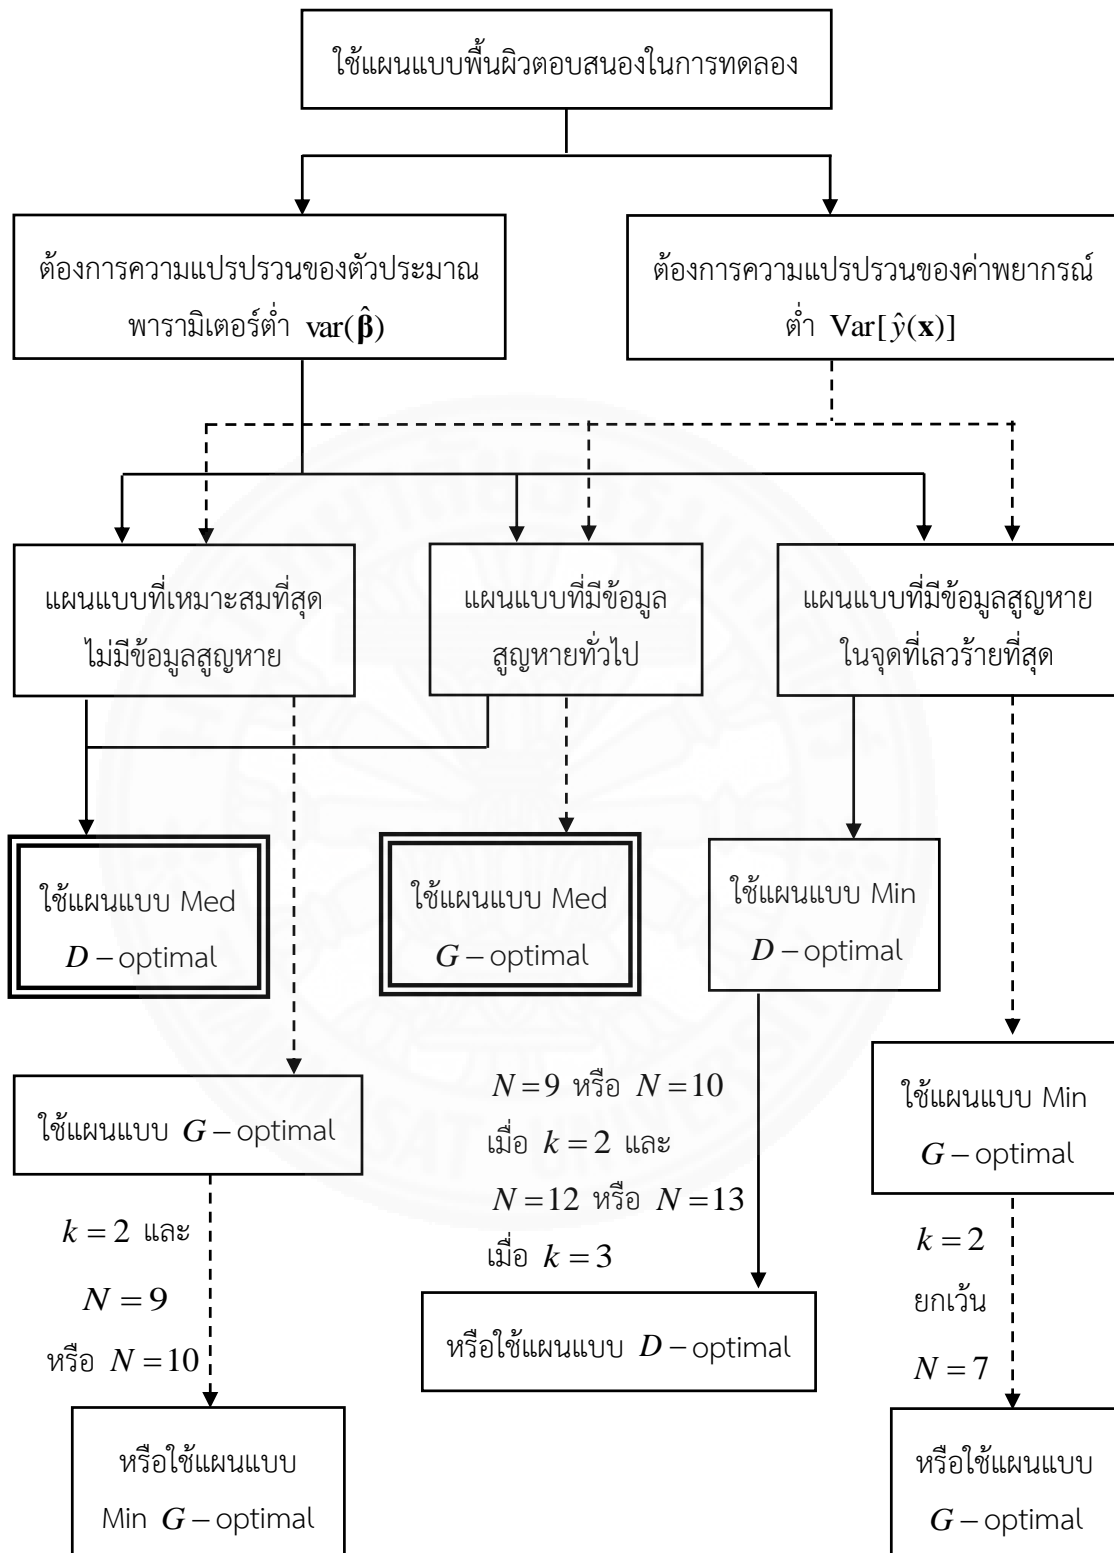 ใช้แผนแบบพื้นผิวตอบสนองในการทดลอง
ต้องการความแปรปรวนของตัวประมาณ
พารามิเตอร์ต่ำ var(β̂)
ต้องการความแปรปรวนของค่าพยากรณ์
ต่ำ Var[ŷ(x)]
แผนแบบที่เหมาะสมที่สุด
ไม่มีข้อมูลสูญหาย
แผนแบบที่มีข้อมูล
สูญหายทั่วไป
แผนแบบที่มีข้อมูลสูญหาย
ในจุดที่เลวร้ายที่สุด
ใช้แผนแบบ Med
D – optimal
ใช้แผนแบบ Med
G – optimal
ใช้แผนแบบ Min
D – optimal
ใช้แผนแบบ G – optimal
N = 9 หรือ N = 10
เมื่อ k = 2 และ
N = 12 หรือ N = 13
เมื่อ k = 3
ใช้แผนแบบ Min
G – optimal
k = 2 และ
N = 9
หรือ N = 10
k = 2
ยกเว้น
N = 7
หรือใช้แผนแบบ D – optimal
หรือใช้แผนแบบ
Min G – optimal
หรือใช้แผนแบบ
G – optimal